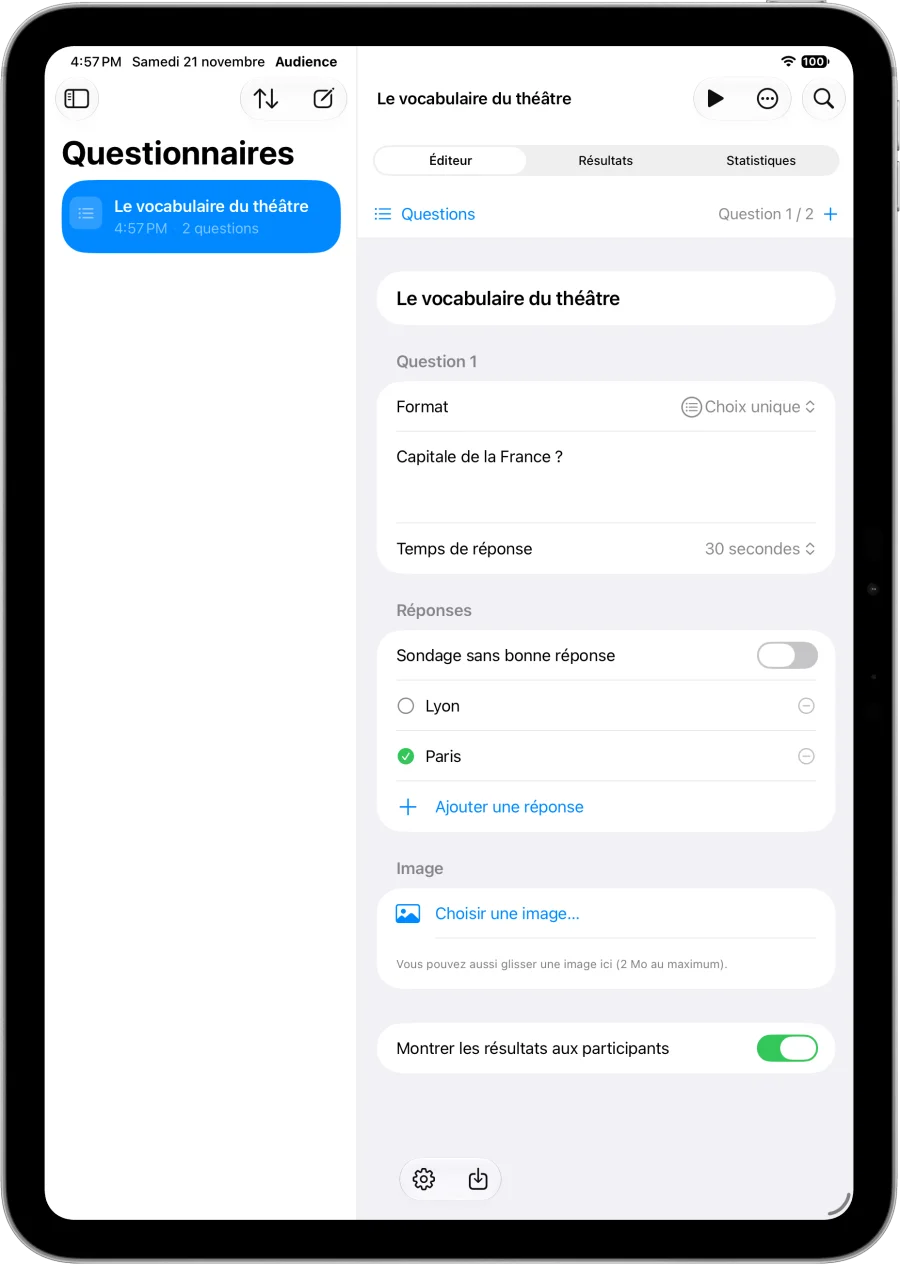 4:57 PM Samedi 21 novembre Audience
100
Questionnaires
Le vocabulaire du théâtre
4:57 PM 2 questions
Le vocabulaire du théâtre
Éditeur Résultats Statistiques
Questions Question 1 / 2
Le vocabulaire du théâtre
Question 1
Format Choix unique
Capitale de la France ?
Temps de réponse 30 secondes
Réponses
Sondage sans bonne réponse
Lyon
Paris
Ajouter une réponse
Image
Choisir une image...
Vous pouvez aussi glisser une image ici (2 Mo au maximum).
Montrer les résultats aux participants